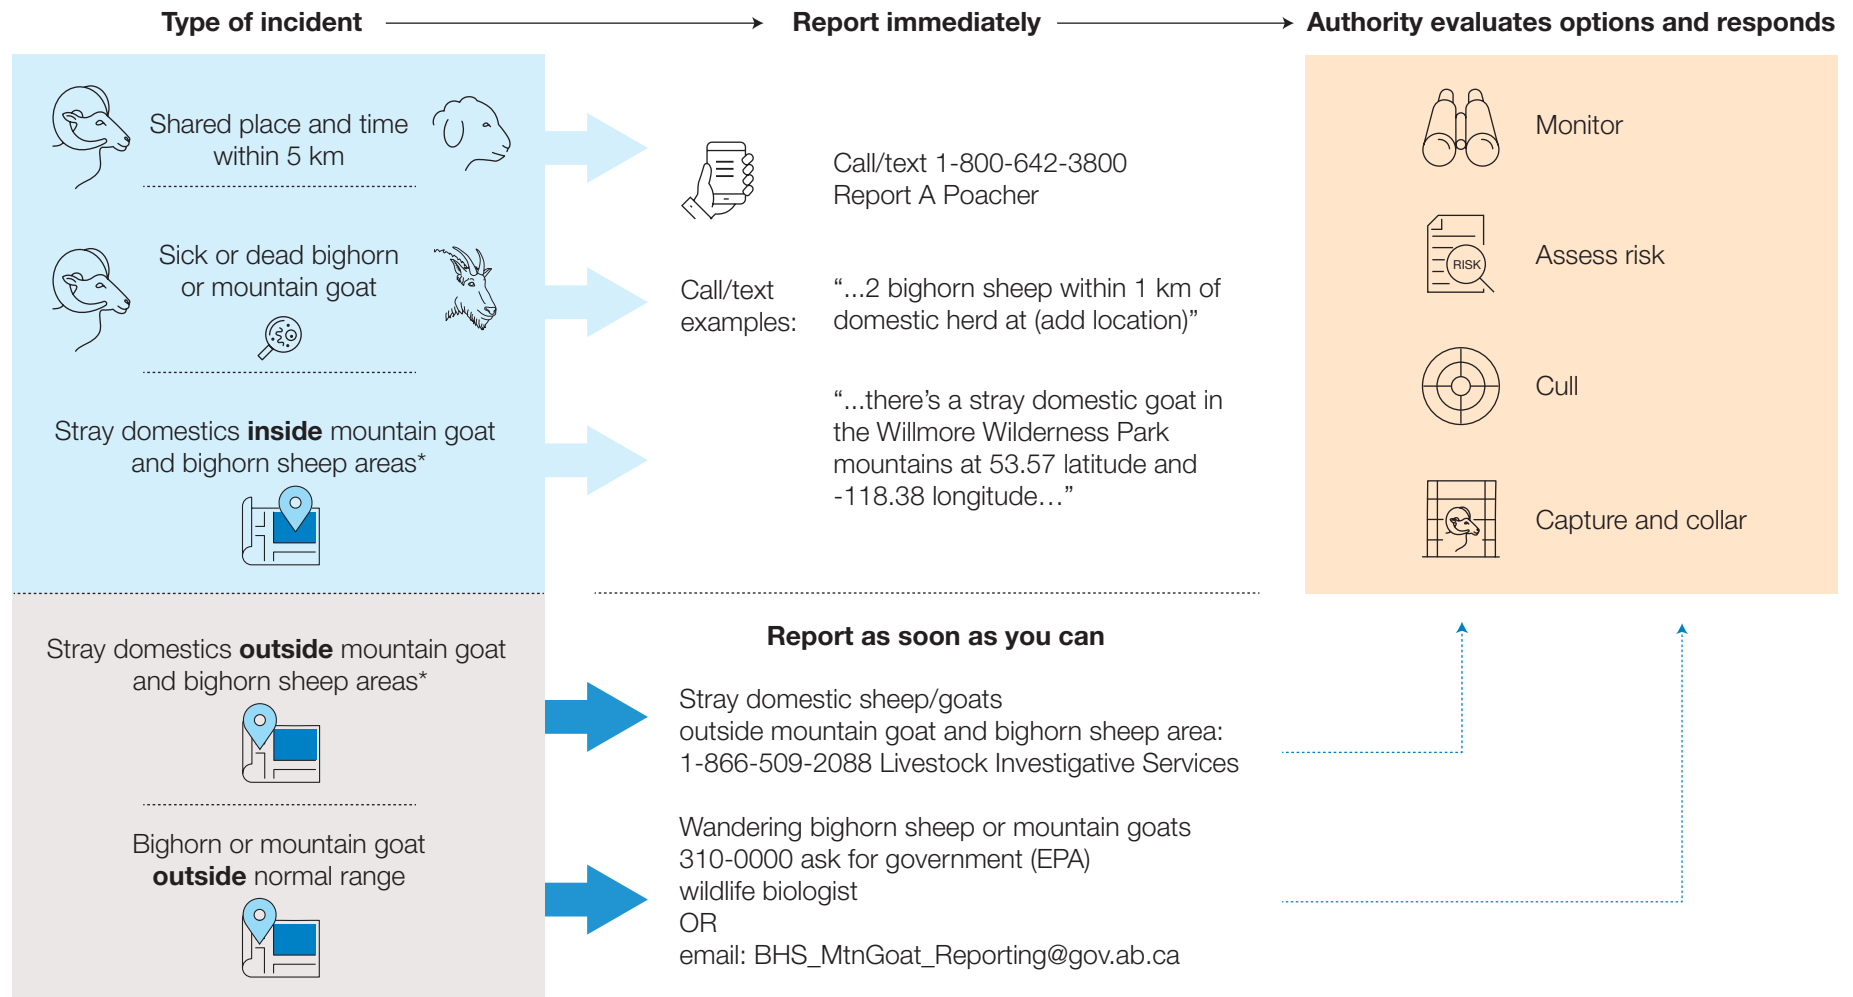 Type of incident
Report immediately
Authority evaluates options and responds
Shared place and time
within 5 km
Sick or dead bighorn
or mountain goat
Stray domestics inside mountain goat
and bighorn sheep areas*
Call/text 1-800-642-3800
Report A Poacher
Call/text
examples:
“...2 bighorn sheep within 1 km of
domestic herd at (add location)”
“...there’s a stray domestic goat in
the Willmore Wilderness Park
mountains at 53.57 latitude and
-118.38 longitude…”
Monitor
RISK
Assess risk
Cull
Capture and collar
Stray domestics outside mountain goat
and bighorn sheep areas*
Bighorn or mountain goat
outside normal range
Report as soon as you can
Stray domestic sheep/goats
outside mountain goat and bighorn sheep area:
1-866-509-2088 Livestock Investigative Services
Wandering bighorn sheep or mountain goats
310-0000 ask for government (EPA)
wildlife biologist
OR
email: BHS_MtnGoat_Reporting@gov.ab.ca